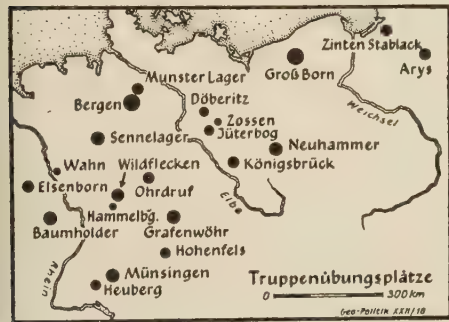 Zinten Stablack
Groß Born
Arys
Munster Lager
Bergen
Döberitz
Weichsel
Zossen
Jüterbog
Sennelager
Neuhammer
Wahn
Wildflecken
Königsbrück
Elsenborn
Ohrdruf
Elbe
Hammelbg.
Baumholder
Grafenwöhr
Hohenfels
Rhein
Münsingen
Heuberg
Truppenübungsplätze
0 300 km
Geo-Politik XXII/18